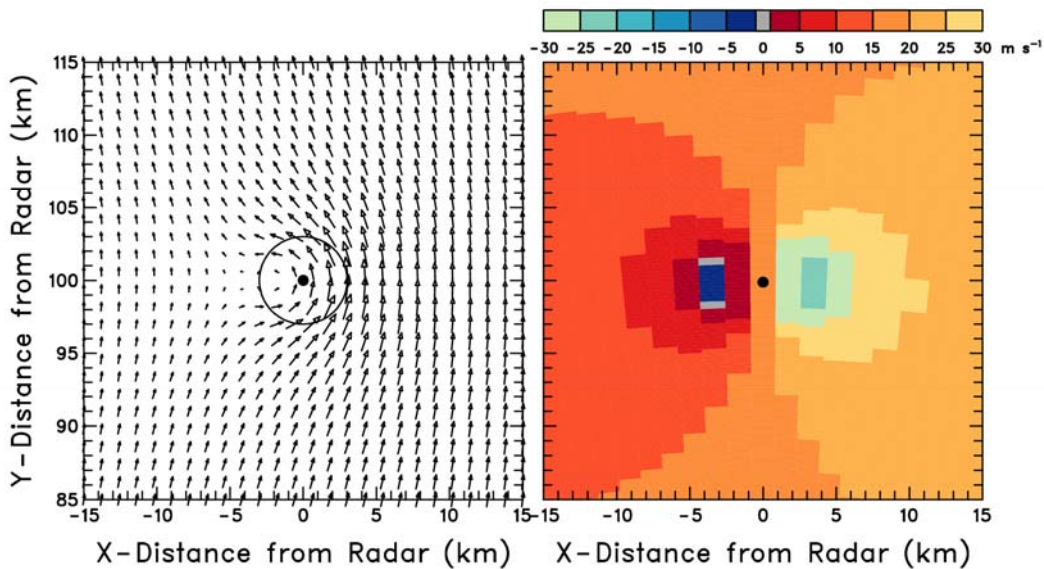 -30 -25 -20 -15 -10 -5 0 5 10 15 20 25 30 m s⁻¹
115
110
105
100
95
90
85
Y-Distance from Radar (km)
-15 -10 -5 0 5 10 15
-15 -10 -5 0 5 10 15
X-Distance from Radar (km)
X-Distance from Radar (km)